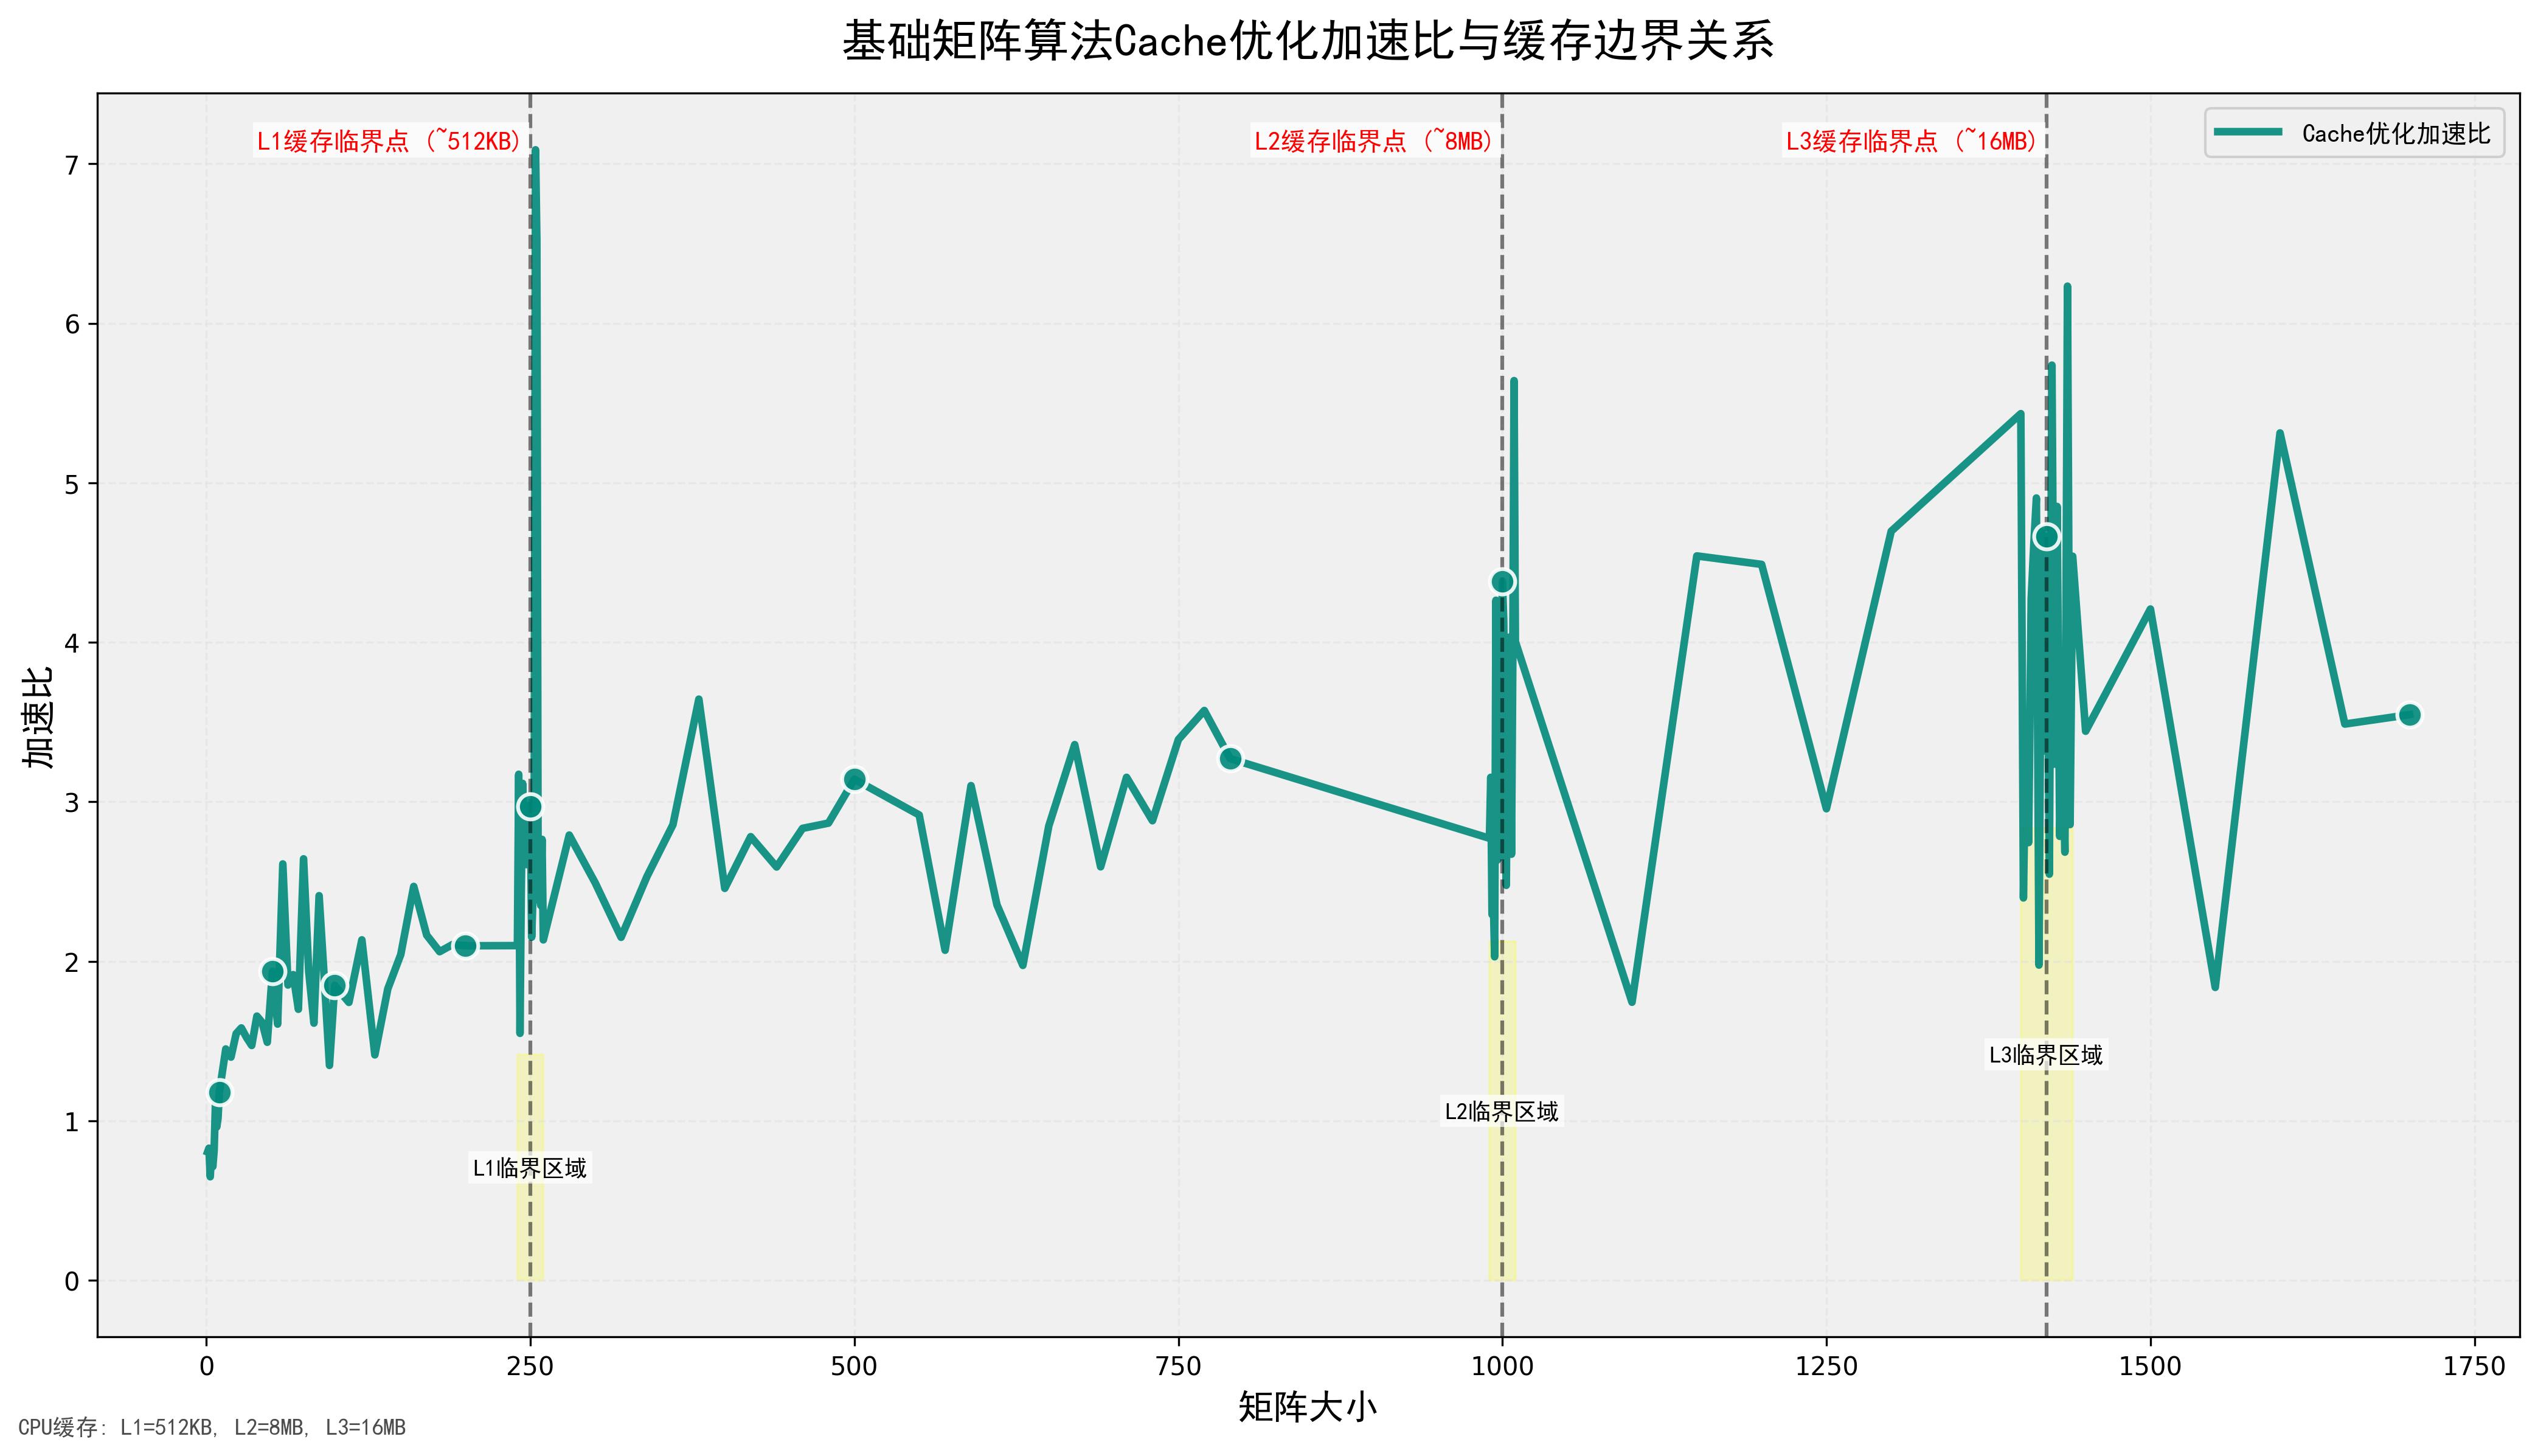 基础矩阵算法Cache优化加速比与缓存边界关系
L1缓存临界点 (~512KB)
L2缓存临界点 (~8MB)
L3缓存临界点 (~16MB)
Cache优化加速比
7
6
5
4
3
2
1
0
加速比
L1临界区域
L2临界区域
L3临界区域
0
250
500
750
1000
1250
1500
1750
矩阵大小
CPU缓存: L1=512KB, L2=8MB, L3=16MB